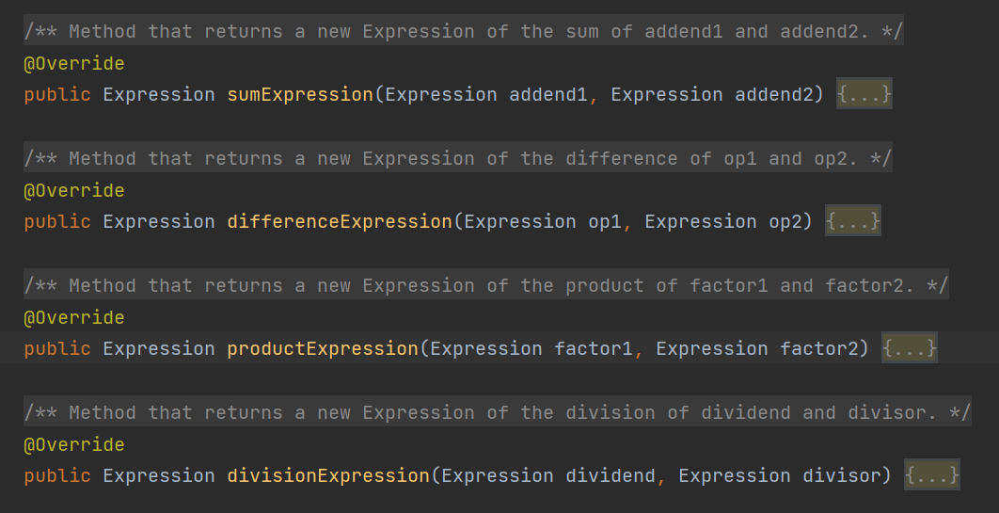 /** Method that returns a new Expression of the sum of addend1 and addend2. */
@Override
public Expression sumExpression(Expression addend1, Expression addend2) {...}
/** Method that returns a new Expression of the difference of op1 and op2. */
@Override
public Expression differenceExpression(Expression op1, Expression op2) {...}
/** Method that returns a new Expression of the product of factor1 and factor2. */
@Override
public Expression productExpression(Expression factor1, Expression factor2) {...}
/** Method that returns a new Expression of the division of dividend and divisor. */
@Override
public Expression divisionExpression(Expression dividend, Expression divisor) {...}